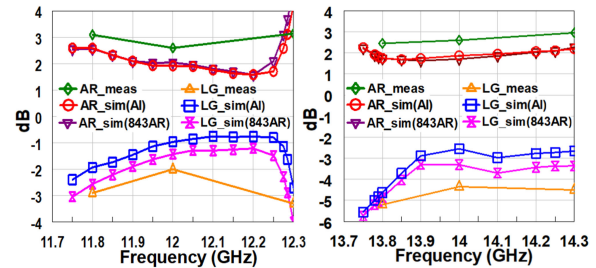 4
3
2
1
0
-1
-2
-3
-4
dB
AR_meas LG_meas
AR_sim(Al) LG_sim(Al)
AR_sim(843AR) LG_sim(843AR)
11.7 11.8 11.9 12 12.1 12.2 12.3
Frequency (GHz)
4
3
2
1
0
-1
-2
-3
-4
-5
-6
dB
AR_meas LG_meas
AR_sim(Al) LG_sim(Al)
AR_sim(843AR) LG_sim(843AR)
13.7 13.8 13.9 14 14.1 14.2 14.3
Frequency (GHz)